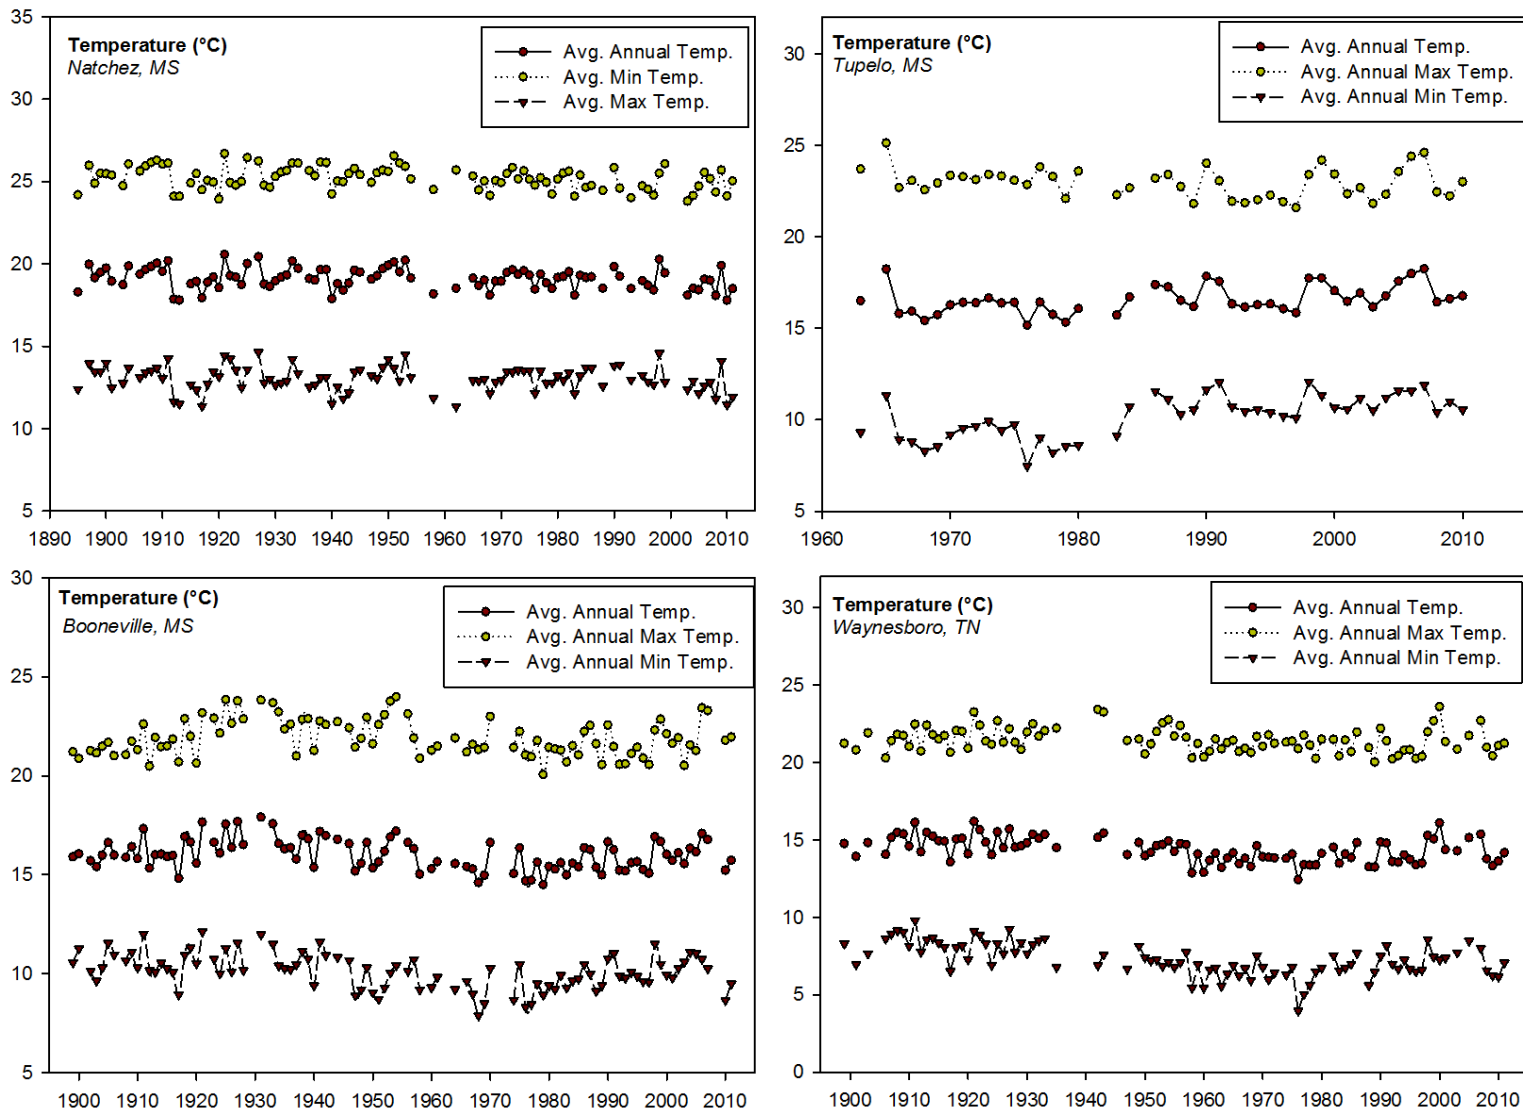 35
30
25
20
15
10
5
Temperature (°C)
Natchez, MS
Avg. Annual Temp.
Avg. Min Temp.
Avg. Max Temp.
1890 1900 1910 1920 1930 1940 1950 1960 1970 1980 1990 2000 2010
30
25
20
15
10
5
Temperature (°C)
Tupelo, MS
Avg. Annual Temp.
Avg. Annual Max Temp.
Avg. Annual Min Temp.
1960 1970 1980 1990 2000 2010
30
25
20
15
10
5
Temperature (°C)
Booneville, MS
Avg. Annual Temp.
Avg. Annual Max Temp.
Avg. Annual Min Temp.
1900 1910 1920 1930 1940 1950 1960 1970 1980 1990 2000 2010
30
25
20
15
10
5
0
Temperature (°C)
Waynesboro, TN
Avg. Annual Temp.
Avg. Annual Max Temp.
Avg. Annual Min Temp.
1900 1910 1920 1930 1940 1950 1960 1970 1980 1990 2000 2010